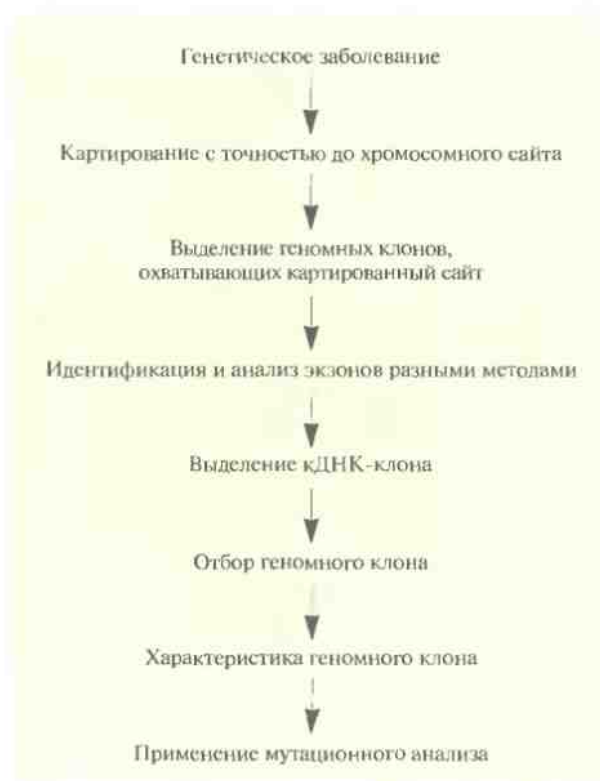 Генетическое заболевание
Картирование с точностью до хромосомного сайта
Выделение геномных клонов,
охватывающих картированный сайт
Идентификация и анализ экзонов разными методами
Выделение кДНК-клона
Отбор геномного клона
Характеристика геномного клона
Применение мутационного анализа